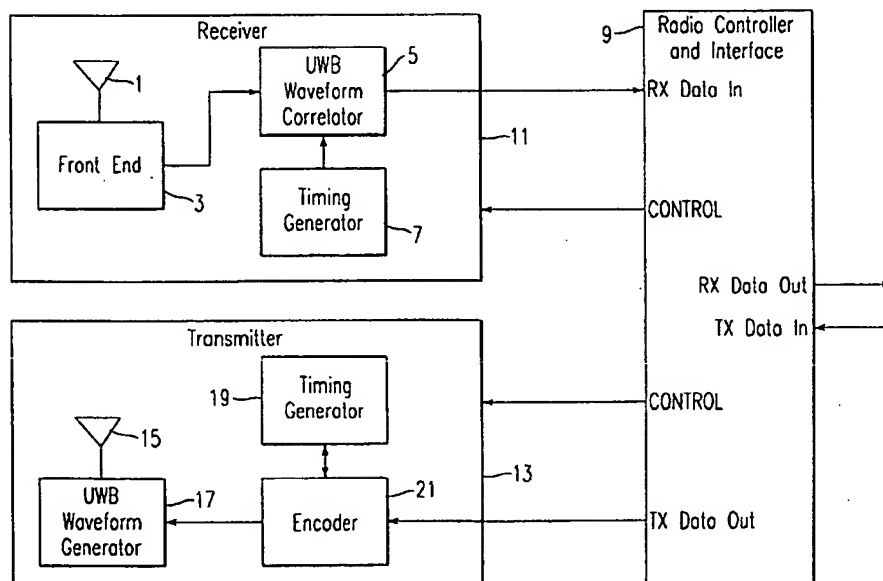 Receiver
1
Front End
3
UWB
Waveform
Correlator
5
Timing
Generator
7
11
9
Radio Controller
and Interface
RX Data In
CONTROL
RX Data Out
TX Data In
CONTROL
TX Data Out
Transmitter
19
Timing
Generator
15
UWB
Waveform
Generator
17
Encoder
21
13